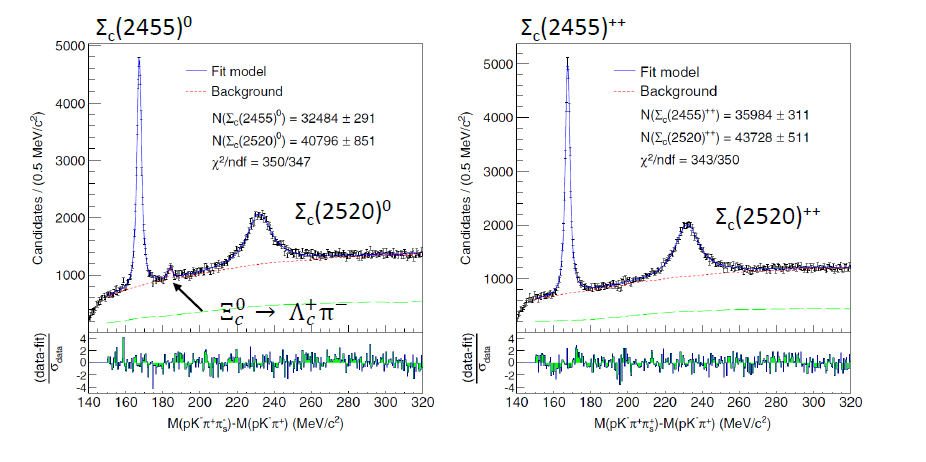 Σc(2455)⁰
5000
4000
3000
2000
1000
Candidates / (0.5 MeV/c²)
Fit model
Background
N(Σc(2455)⁰) = 32484 ± 291
N(Σc(2520)⁰) = 40796 ± 851
χ²/ndf = 350/347
Σc(2520)⁰
Ξc⁰ → Λc⁺ π⁻
(data-fit)
σdata
4
2
0
-2
-4
140 160 180 200 220 240 260 280 300 320
M(pK⁻π⁺πs⁻)-M(pK⁻π⁺) (MeV/c²)
Σc(2455)⁺⁺
5000
4000
3000
2000
1000
Candidates / (0.5 MeV/c²)
Fit model
Background
N(Σc(2455)⁺⁺) = 35984 ± 311
N(Σc(2520)⁺⁺) = 43728 ± 511
χ²/ndf = 343/350
Σc(2520)⁺⁺
(data-fit)
σdata
4
2
0
-2
-4
140 160 180 200 220 240 260 280 300 320
M(pK⁻π⁺πs⁺)-M(pK⁻π⁺) (MeV/c²)